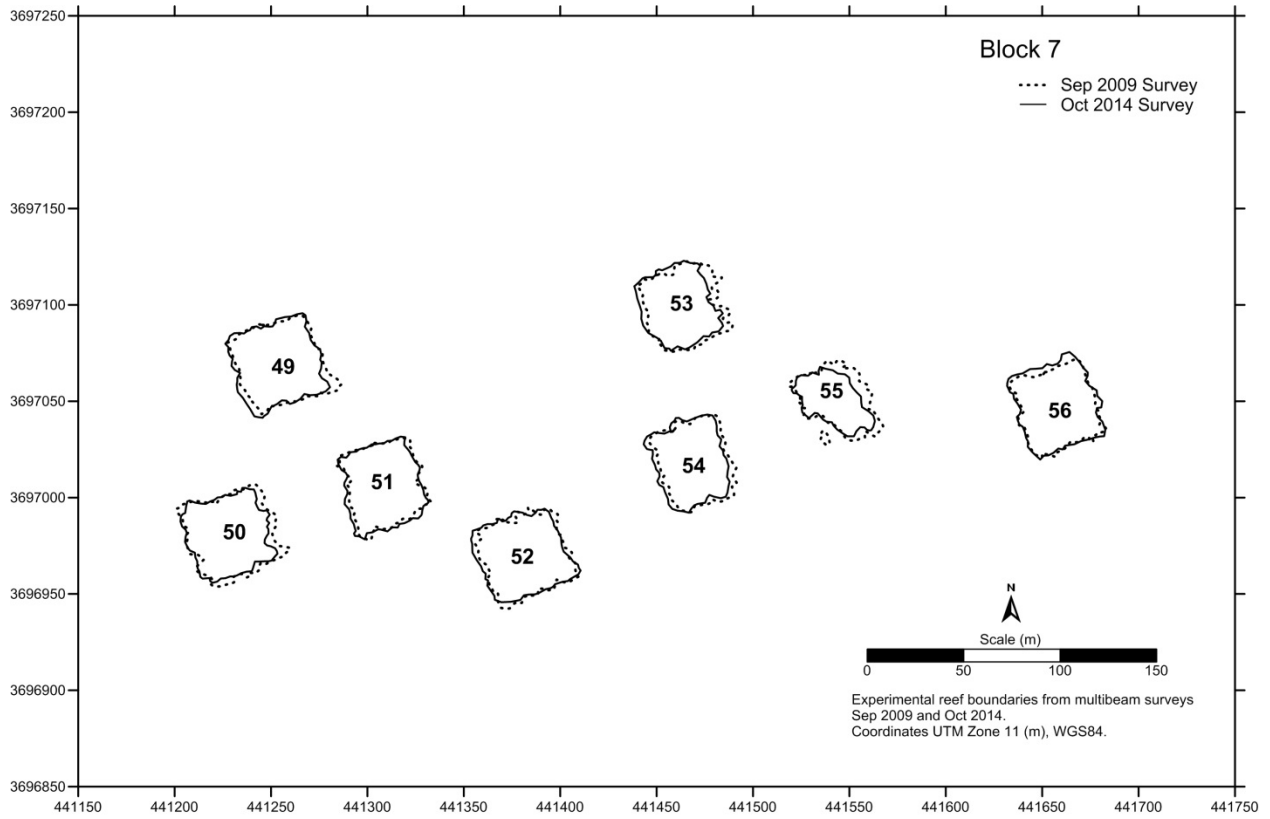 3697250
Block 7
Sep 2009 Survey
3697200
Oct 2014 Survey
3697150
3697100
53
49
3697050
55
56
54
51
3697000
50
52
3696950
N
Scale (m)
0 50 100 150
3696900
Experimental reef boundaries from multibeam surveys
Sep 2009 and Oct 2014.
Coordinates UTM Zone 11 (m), WGS84.
3696850
441150 441200 441250 441300 441350 441400 441450 441500 441550 441600 441650 441700 441750